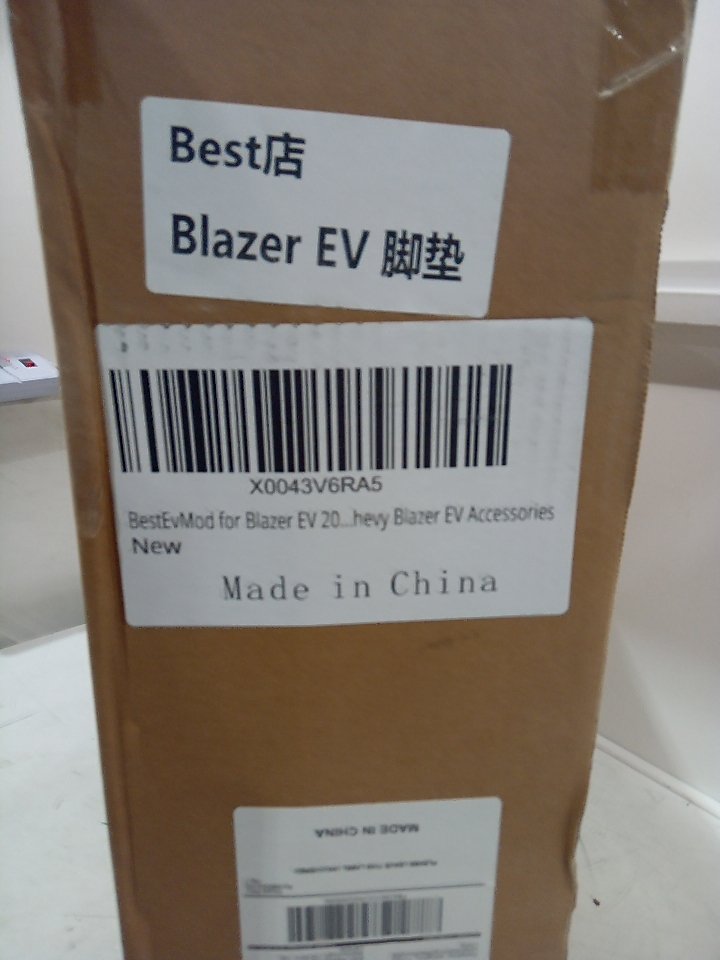 Best店
Blazer EV 脚垫
X0043V6RA5
BestEvMod for Blazer EV 20...hevy Blazer EV Accessories
New
Made in China
MADE IN CHINA